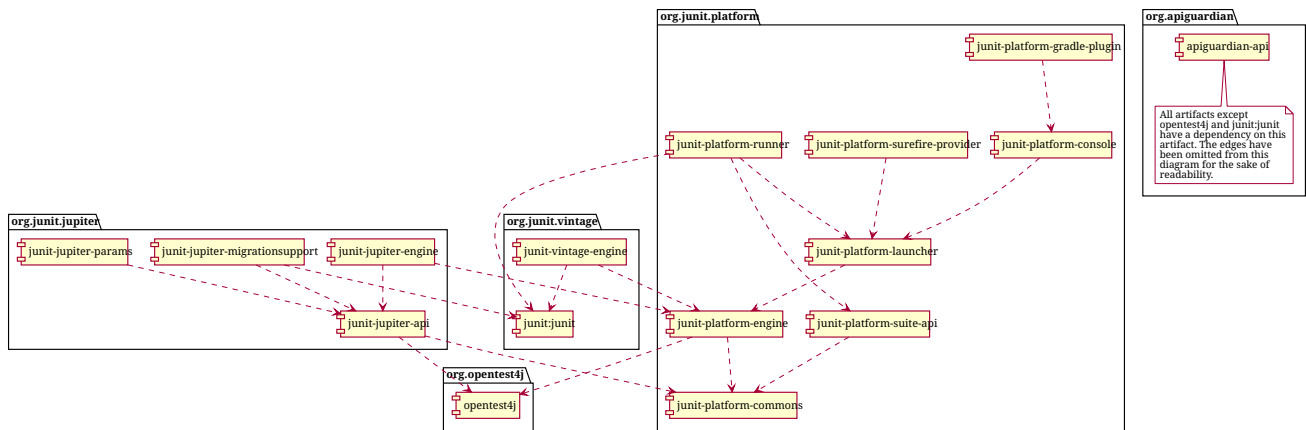 org.junit.platform
org.apiguardian
junit-platform-gradle-plugin
apiguardian-api
All artifacts except
opentest4j and junit:junit
have a dependency on this
artifact. The edges have
been omitted from this
diagram for the sake of
readability.
junit-platform-runner
junit-platform-surefire-provider
junit-platform-console
org.junit.jupiter
org.junit.vintage
junit-jupiter-params
junit-jupiter-migrationsupport
junit-jupiter-engine
junit-vintage-engine
junit-platform-launcher
junit-jupiter-api
junit:junit
junit-platform-engine
junit-platform-suite-api
org.opentest4j
opentest4j
junit-platform-commons